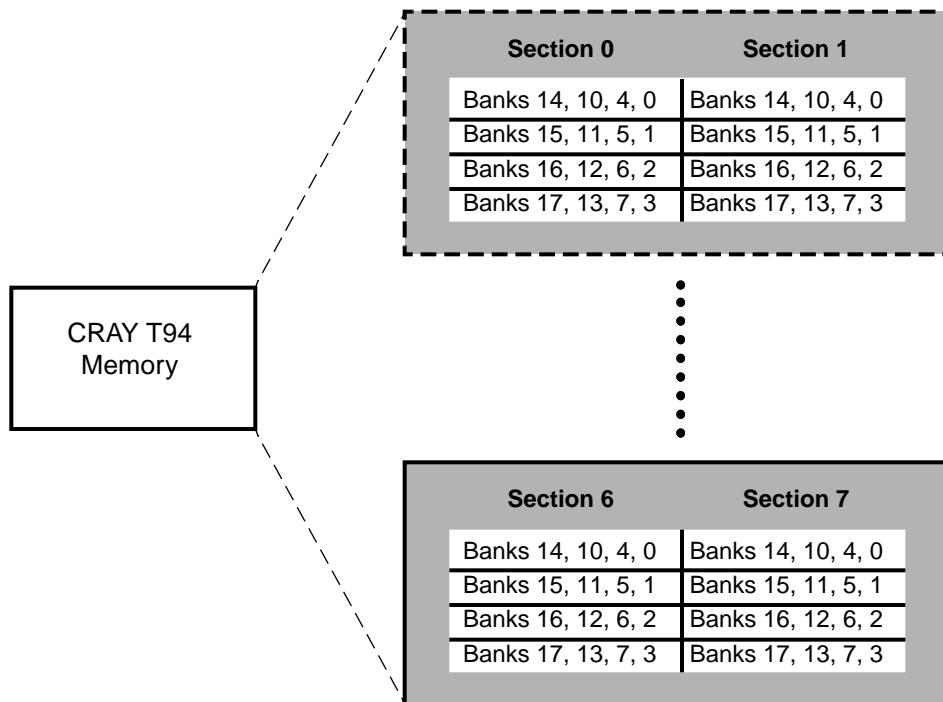 Section 0 Section 1
Banks 14, 10, 4, 0 Banks 14, 10, 4, 0
Banks 15, 11, 5, 1 Banks 15, 11, 5, 1
Banks 16, 12, 6, 2 Banks 16, 12, 6, 2
Banks 17, 13, 7, 3 Banks 17, 13, 7, 3
CRAY T94
Memory
Section 6 Section 7
Banks 14, 10, 4, 0 Banks 14, 10, 4, 0
Banks 15, 11, 5, 1 Banks 15, 11, 5, 1
Banks 16, 12, 6, 2 Banks 16, 12, 6, 2
Banks 17, 13, 7, 3 Banks 17, 13, 7, 3